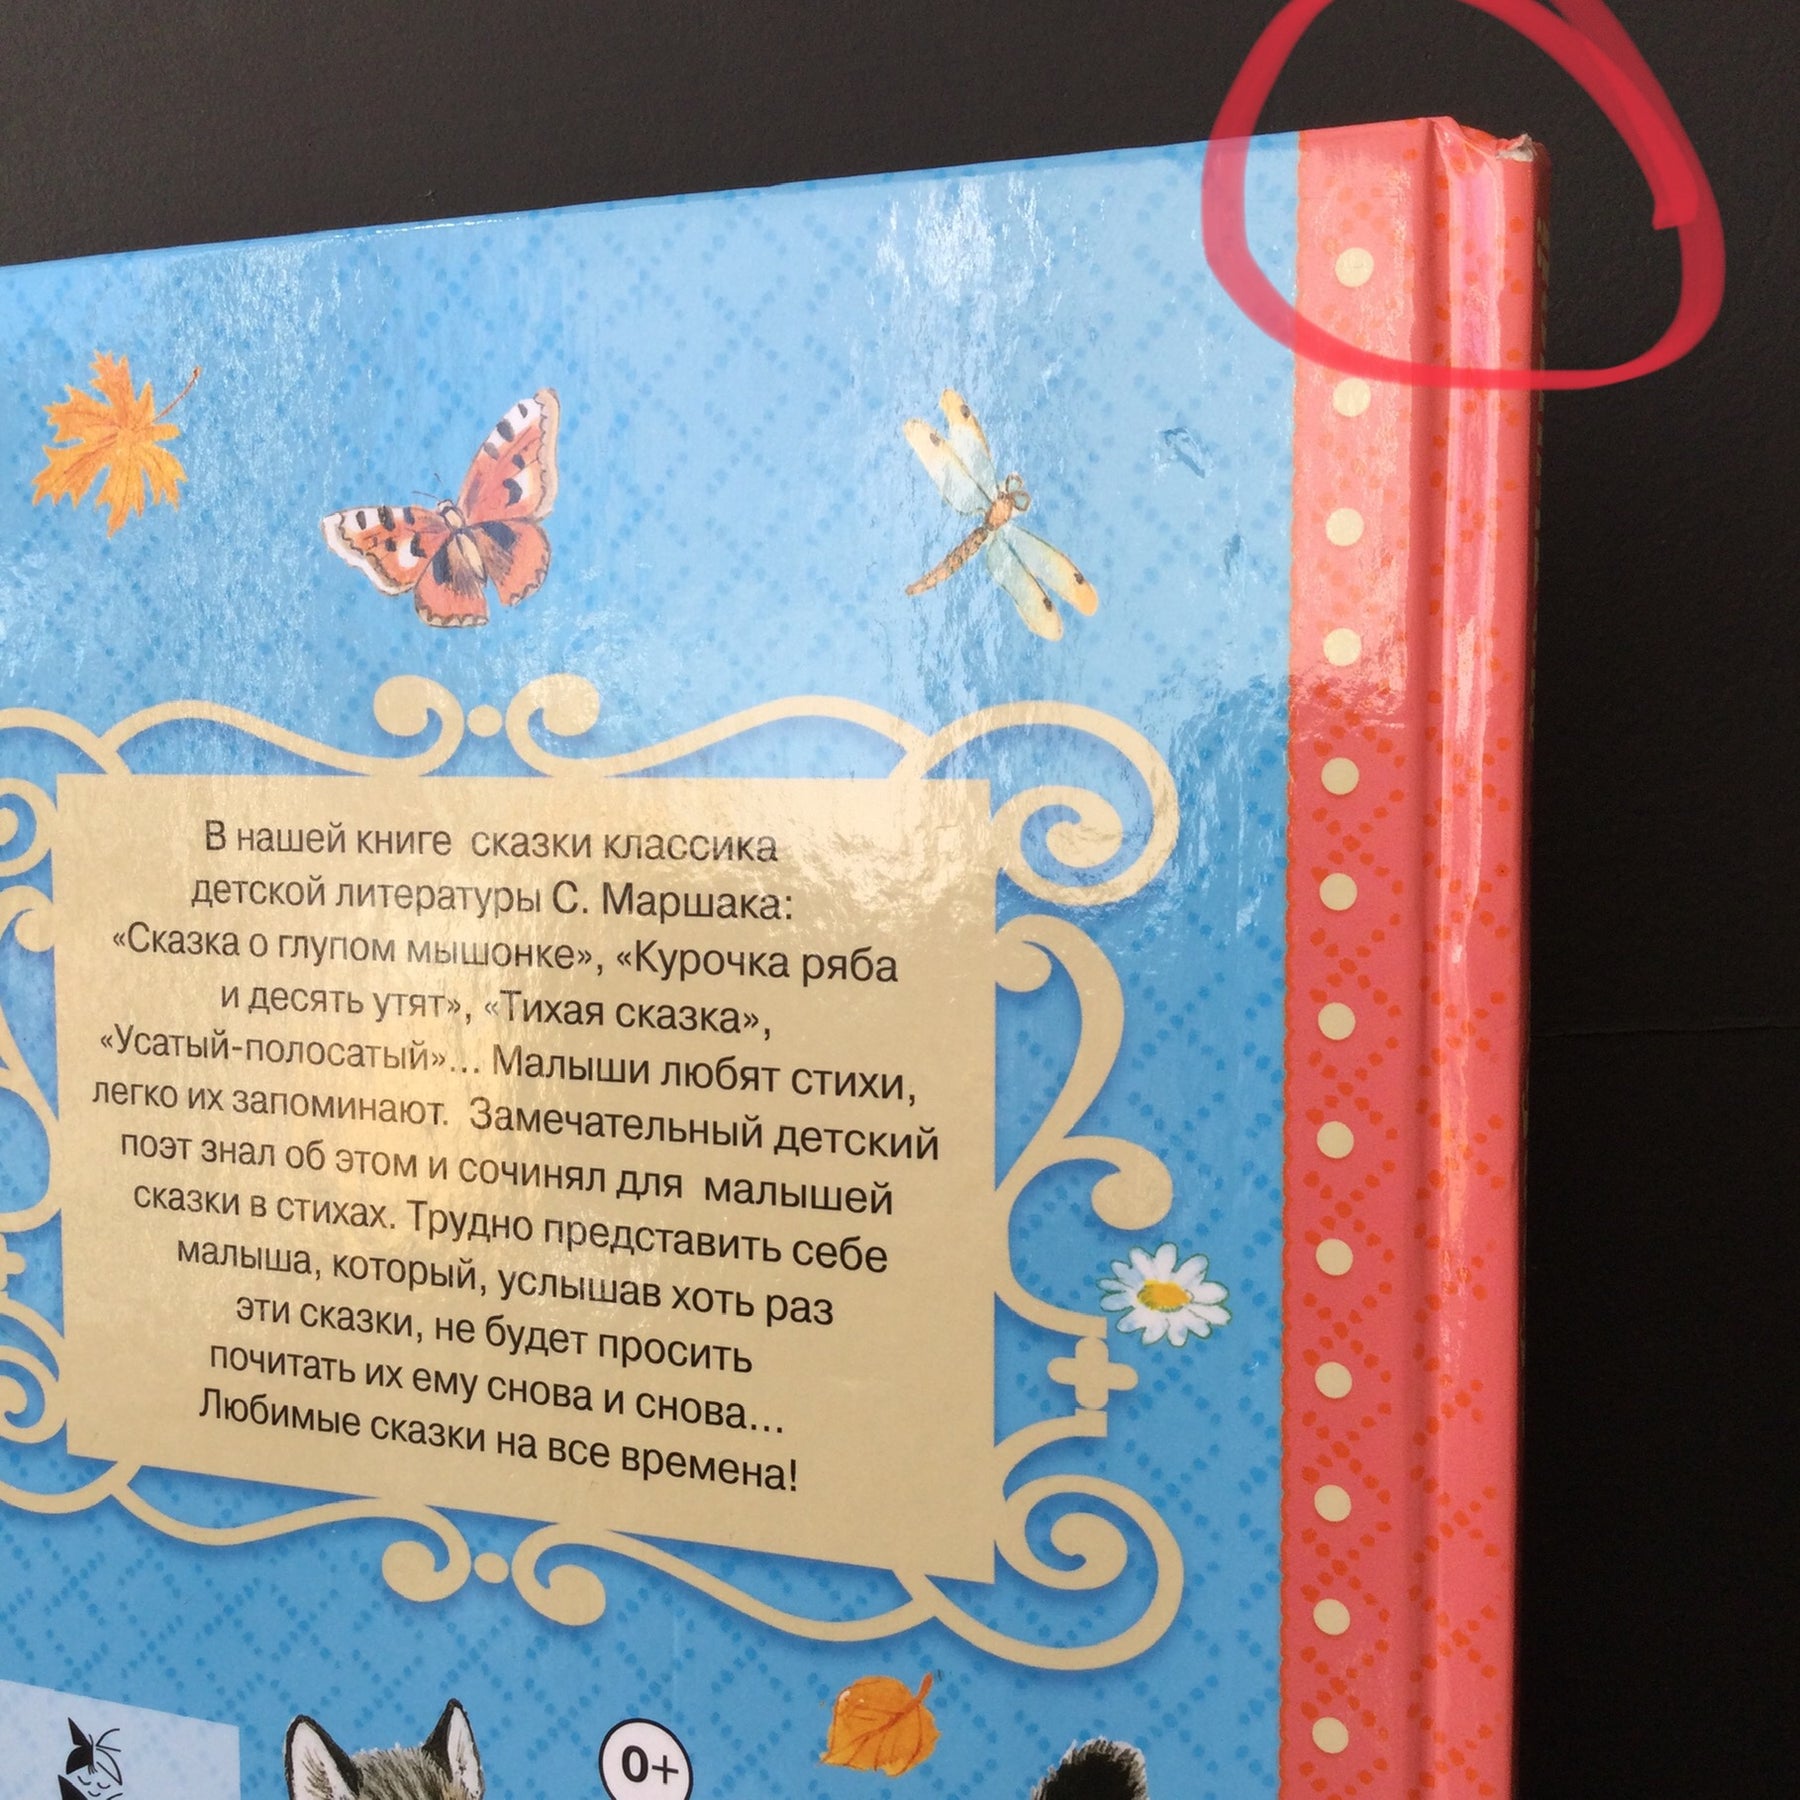 В нашей книге сказки классика
детской литературы С. Маршака:
«Сказка о глупом мышонке», «Курочка ряба
и десять утят», «Тихая сказка»,
«Усатый-полосатый»... Малыши любят стихи,
легко их запоминают. Замечательный детский
поэт знал об этом и сочинял для малышей
сказки в стихах. Трудно представить себе
малыша, который, услышав хоть раз
эти сказки, не будет просить
почитать их ему снова и снова...
Любимые сказки на все времена!
0+